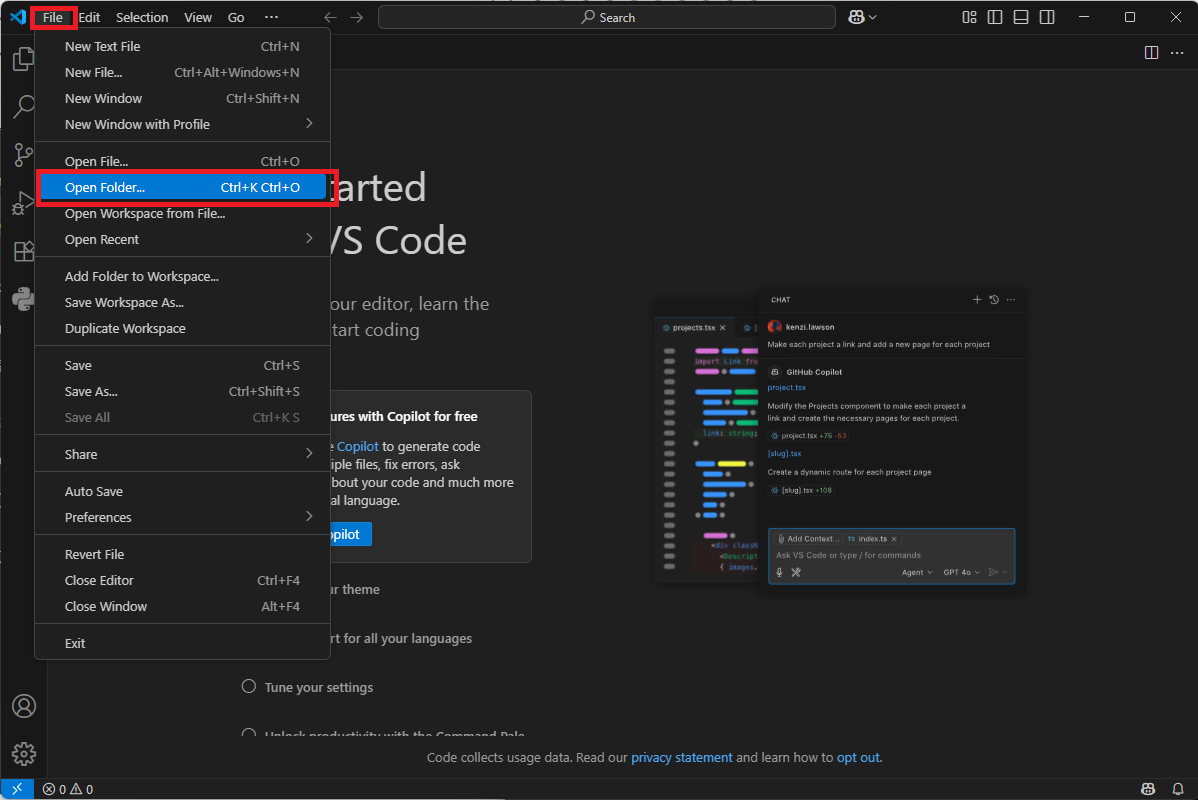 File Edit Selection View Go ··· Search
New Text File Ctrl+N
New File... Ctrl+Alt+Windows+N
New Window Ctrl+Shift+N
New Window with Profile
Open File... Ctrl+O
Open Folder... Ctrl+K Ctrl+O
Open Workspace from File...
Open Recent
Add Folder to Workspace...
Save Workspace As...
Duplicate Workspace
Save Ctrl+S
Save As... Ctrl+Shift+S
Save All Ctrl+K S
Share
Auto Save
Preferences
Revert File
Close Editor Ctrl+F4
Close Window Alt+F4
Exit
arted
VS Code
our editor, learn the
tart coding
ures with Copilot for free
e Copilot to generate code
iple files, fix errors, ask
bout your code and much more
al language.
pilot
ur theme
rt for all your languages
Tune your settings
Unlock productivity with the Command Pale
projects.tsx
import Link fro
link: string;
<div classN
<Descript
{ images.
CHAT
kenzi.lawson
Make each project a link and add a new page for each project
GitHub Copilot
project.tsx
Modify the Projects component to make each project a
link and create the necessary pages for each project.
project.tsx +75 -53
[slug].tsx
Create a dynamic route for each project page
[slug].tsx +108
Add Context... TS index.ts
Ask VS Code or type / for commands
Agent GPT 4o
Code collects usage data. Read our privacy statement and learn how to opt out.
0 0